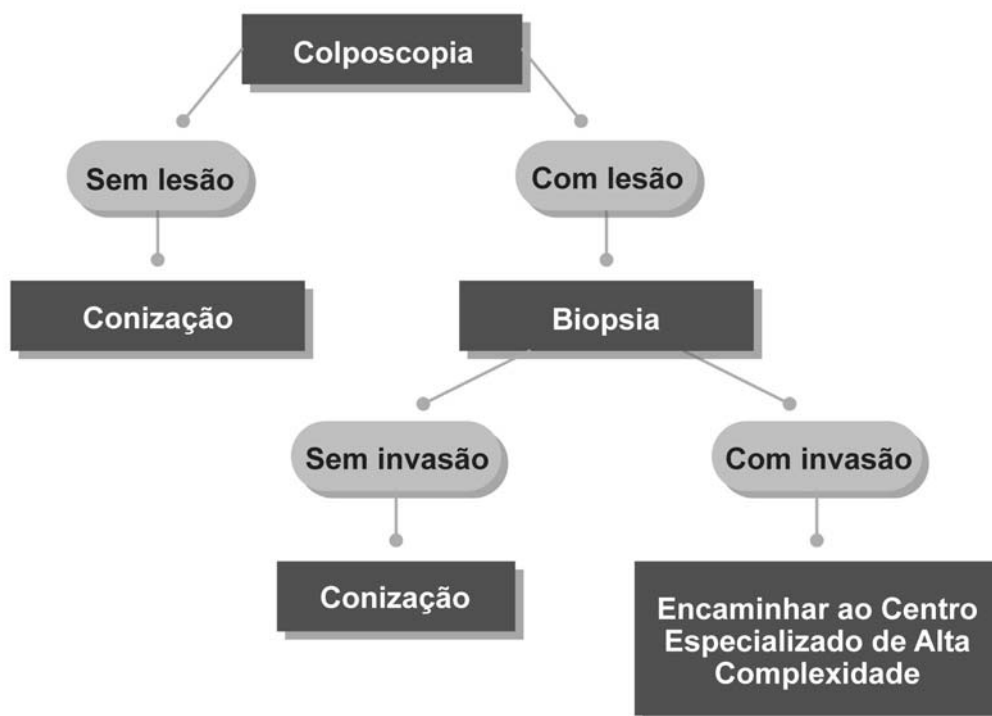 Colposcopia
Sem lesão
Com lesão
Conização
Biopsia
Sem invasão
Com invasão
Conização
Encaminhar ao Centro
Especializado de Alta
Complexidade